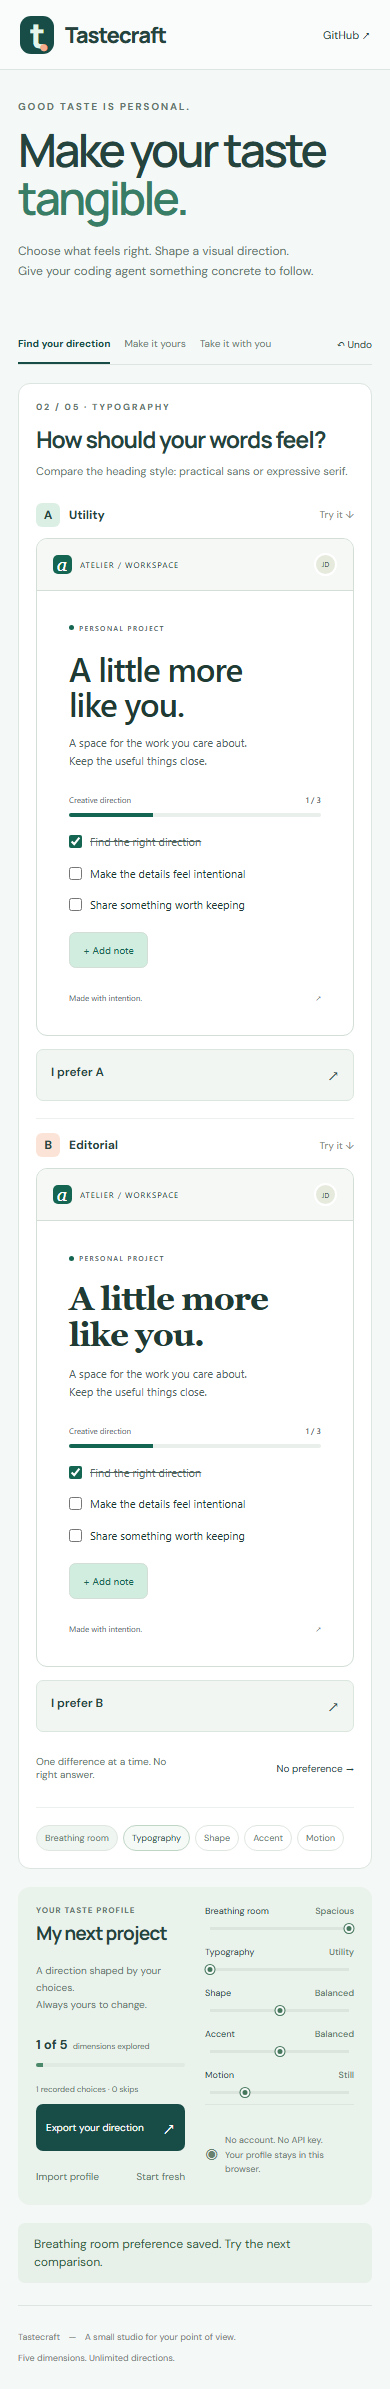 t Tastecraft
GitHub ↗
GOOD TASTE IS PERSONAL.
Make your taste
tangible.
Choose what feels right. Shape a visual direction.
Give your coding agent something concrete to follow.
Find your direction
Make it yours
Take it with you
↶ Undo
02 / 05 · TYPOGRAPHY
How should your words feel?
Compare the heading style: practical sans or expressive serif.
A Utility
Try it ↓
a ATELIER / WORKSPACE
JD
PERSONAL PROJECT
A little more
like you.
A space for the work you care about.
Keep the useful things close.
Creative direction
1 / 3
Find the right direction
Make the details feel intentional
Share something worth keeping
+ Add note
Made with intention.
↗
I prefer A
↗
B Editorial
Try it ↓
a ATELIER / WORKSPACE
JD
PERSONAL PROJECT
A little more
like you.
A space for the work you care about.
Keep the useful things close.
Creative direction
1 / 3
Find the right direction
Make the details feel intentional
Share something worth keeping
+ Add note
Made with intention.
↗
I prefer B
↗
One difference at a time. No
right answer.
No preference →
Breathing room
Typography
Shape
Accent
Motion
YOUR TASTE PROFILE
My next project
A direction shaped by your
choices.
Always yours to change.
1 of 5 dimensions explored
1 recorded choices · 0 skips
Export your direction ↗
Import profile
Start fresh
Breathing room
Spacious
Typography
Utility
Shape
Balanced
Accent
Balanced
Motion
Still
No account. No API key.
Your profile stays in this
browser.
Breathing room preference saved. Try the next
comparison.
Tastecraft — A small studio for your point of view.
Five dimensions. Unlimited directions.